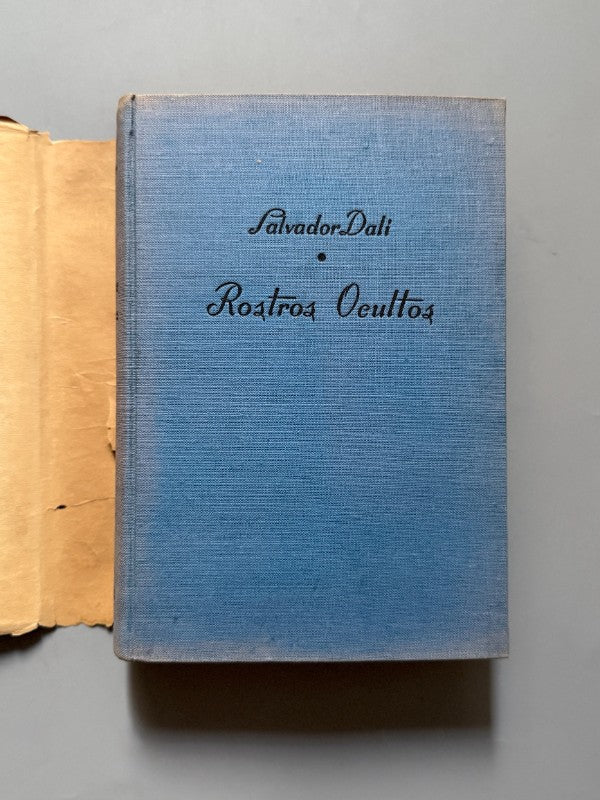 Salvador Dali
•
Rostros Ocultos